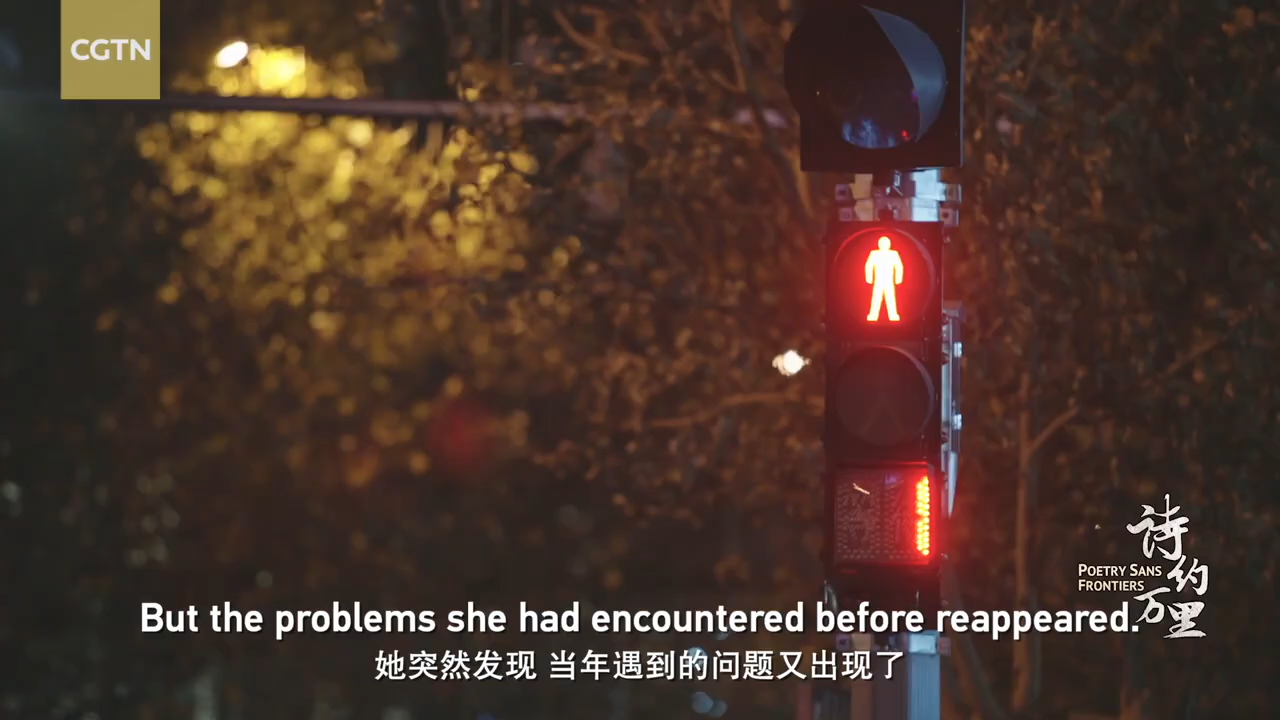 CGTN
诗约万里
POETRY SANS
FRONTIERS
1
But the problems she had encountered before reappeared.
她突然发现 当年遇到的问题又出现了